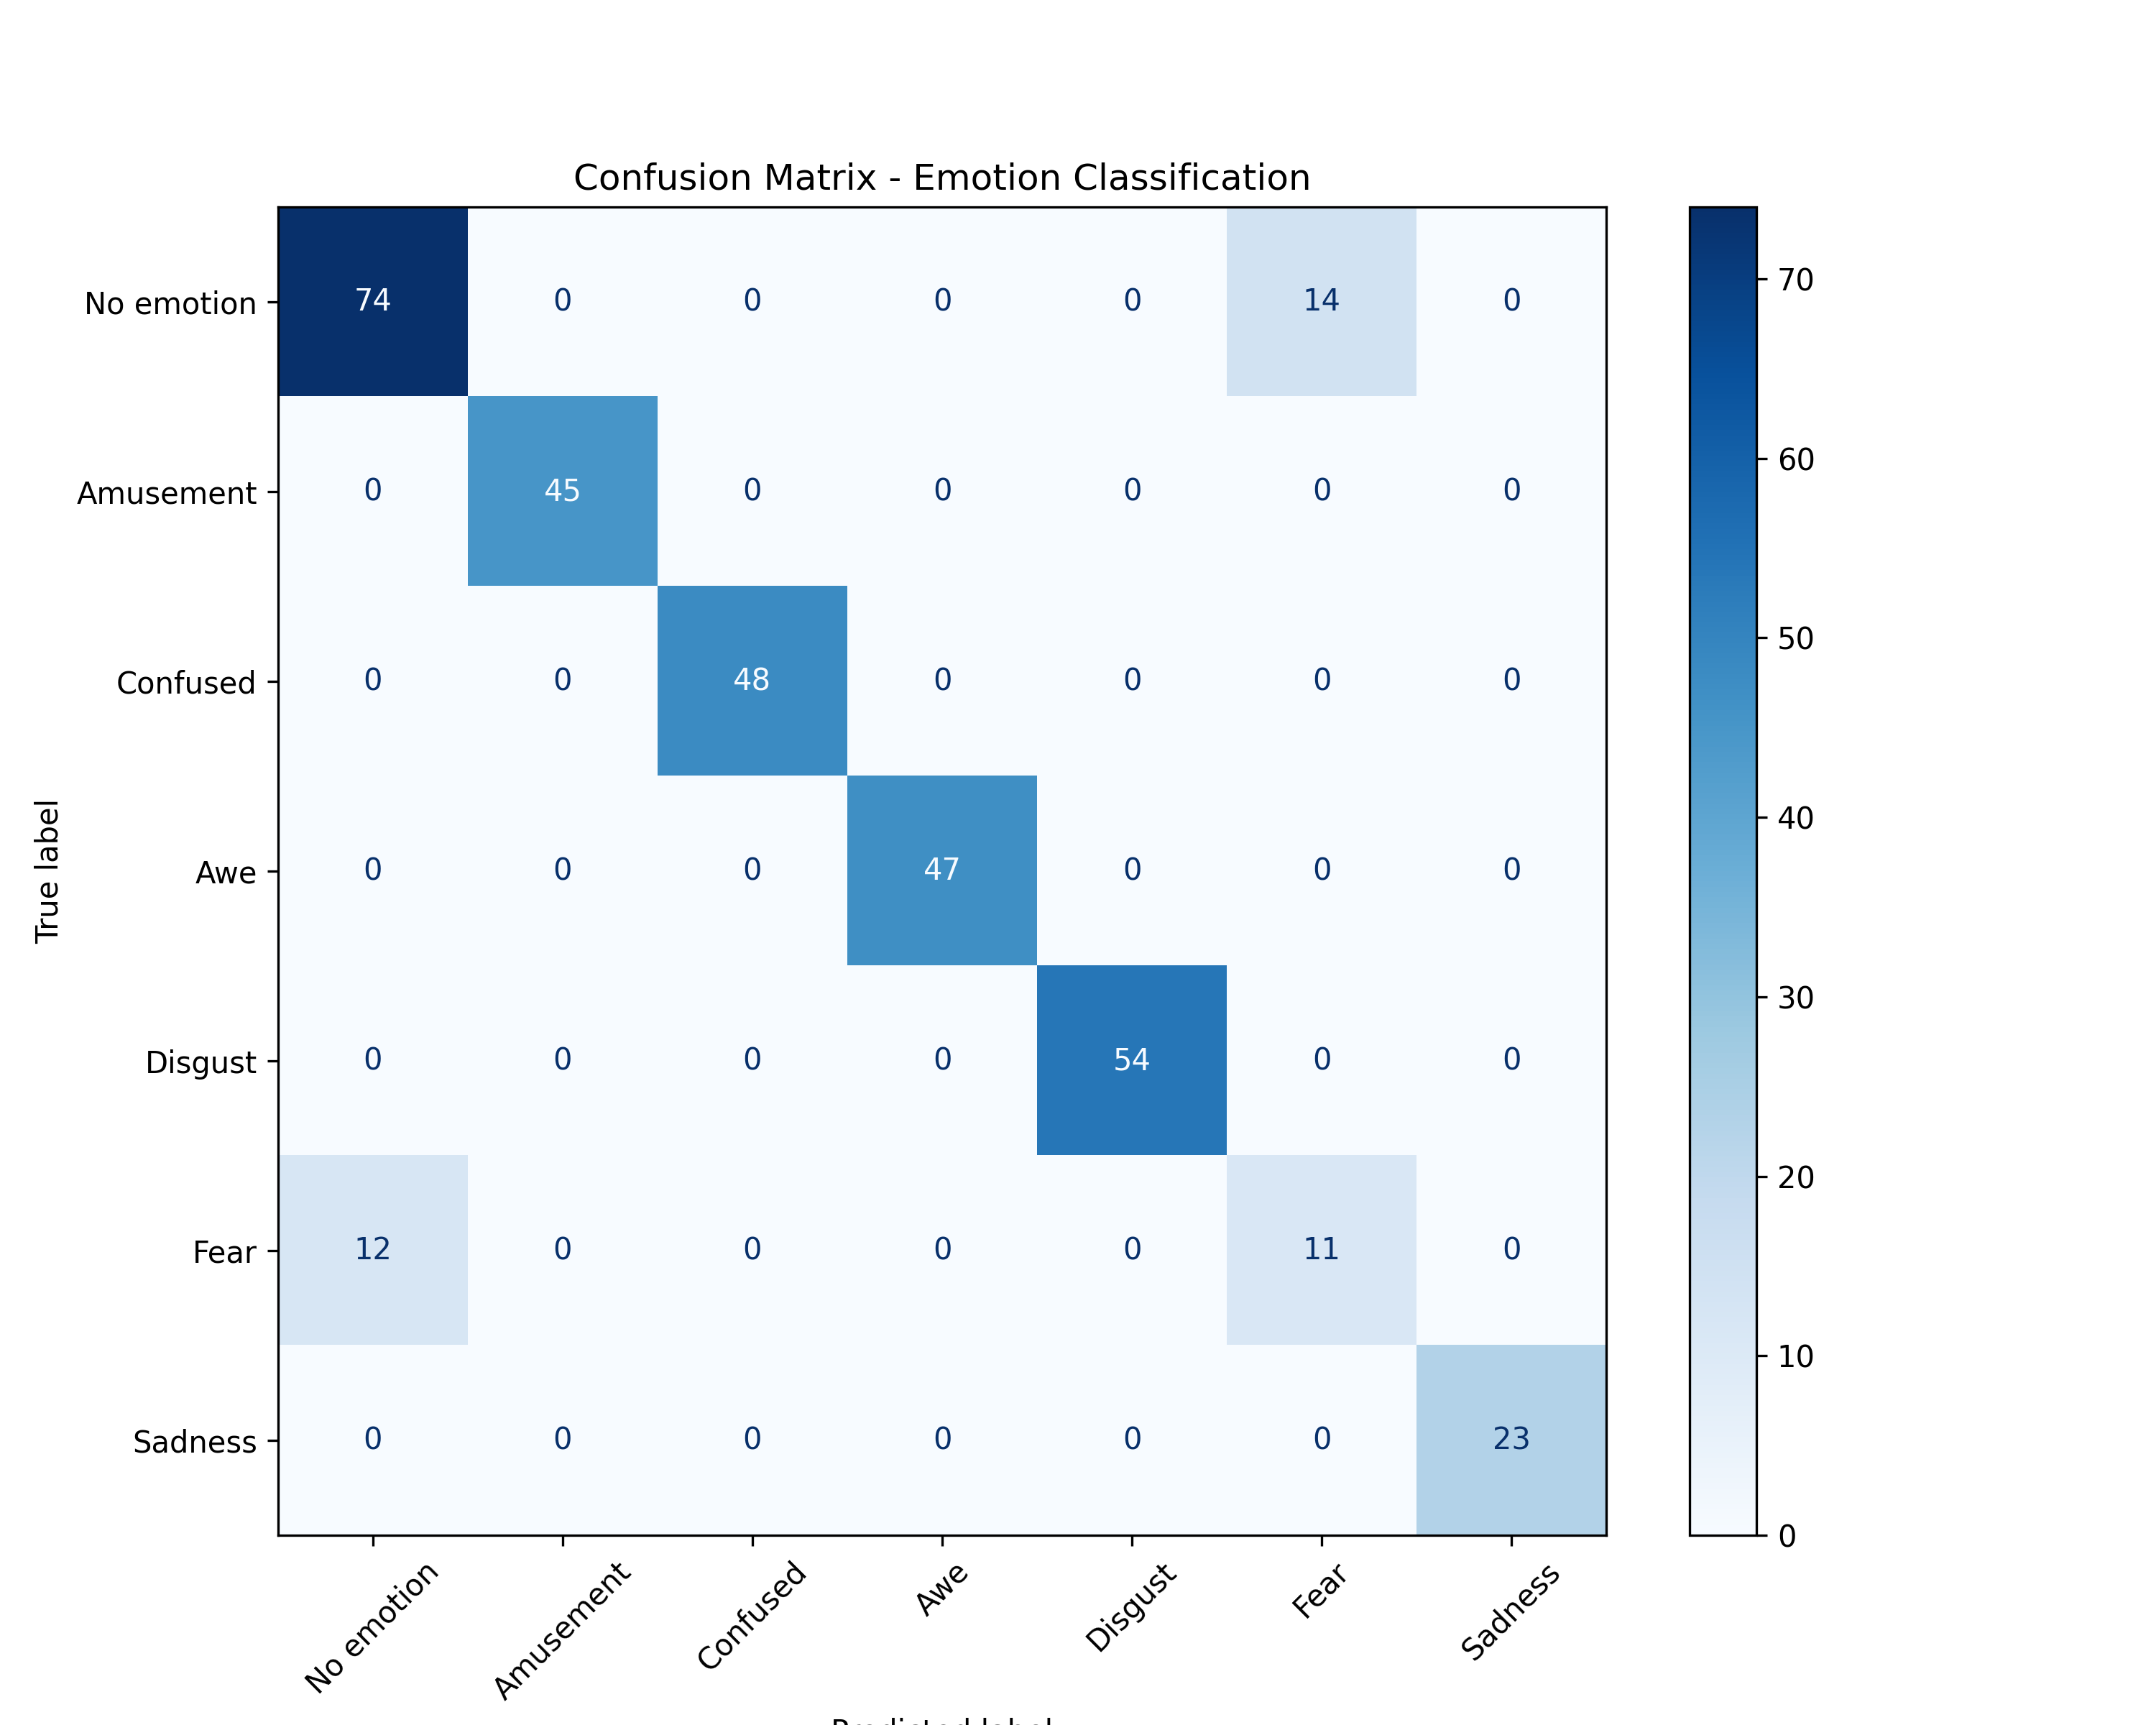 Confusion Matrix - Emotion Classification
No emotion 74 0 0 0 0 14 0
Amusement 0 45 0 0 0 0 0
Confused 0 0 48 0 0 0 0
Awe 0 0 0 47 0 0 0
Disgust 0 0 0 0 54 0 0
Fear 12 0 0 0 0 11 0
Sadness 0 0 0 0 0 0 23
True label
No emotion Amusement Confused Awe Disgust Fear Sadness
Predicted label
70
60
50
40
30
20
10
0